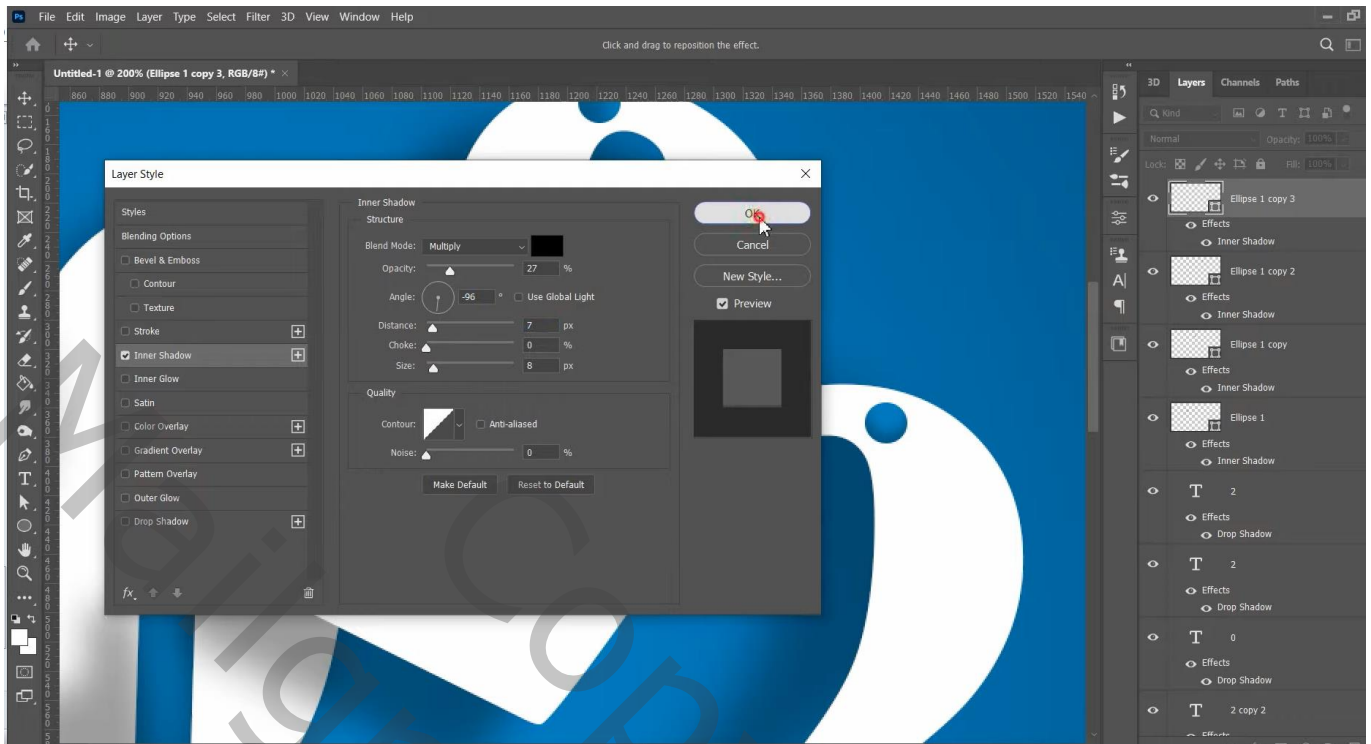 Ps File Edit Image Layer Type Select Filter 3D View Window Help
Click and drag to reposition the effect.
Untitled-1 @ 200% (Ellipse 1 copy 3, RGB/8#) *
860 880 900 920 940 960 980 1000 1020 1040 1060 1080 1100 1120 1140 1160 1180 1200 1220 1240 1260 1280 1300 1320 1340 1360 1380 1400 1420 1440 1460 1480 1500 1520 1540
3D Layers Channels Paths
Kind
Normal Opacity: 100%
Lock: Fill: 100%
Ellipse 1 copy 3
Effects
Inner Shadow
Ellipse 1 copy 2
Effects
Inner Shadow
Ellipse 1 copy
Effects
Inner Shadow
Ellipse 1
Effects
Inner Shadow
T 2
Effects
Drop Shadow
T 2
Effects
Drop Shadow
T 0
Effects
Drop Shadow
T 2 copy 2
Effects
Layer Style
Styles
Blending Options
Bevel & Emboss
Contour
Texture
Stroke
Inner Shadow
Inner Glow
Satin
Color Overlay
Gradient Overlay
Pattern Overlay
Outer Glow
Drop Shadow
fx
Inner Shadow
Structure
Blend Mode: Multiply
Opacity: 27 %
Angle: -96 ° Use Global Light
Distance: 7 px
Choke: 0 %
Size: 8 px
Quality
Contour: Anti-aliased
Noise: 0 %
Make Default Reset to Default
OK
Cancel
New Style...
Preview